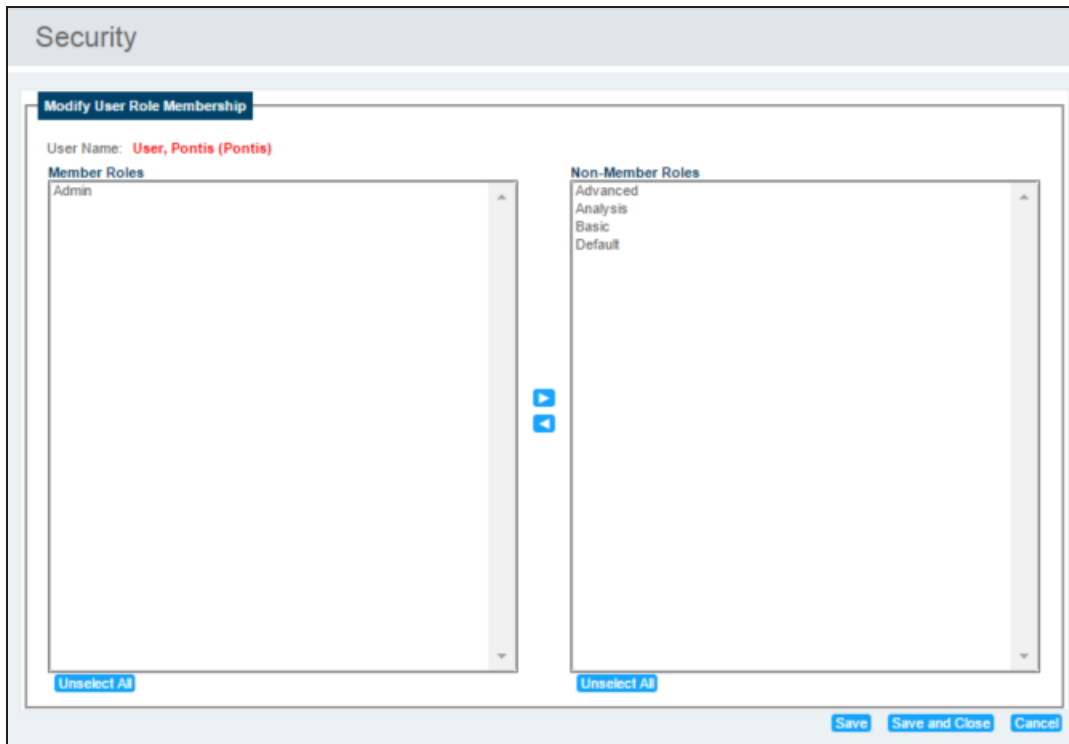 Security
Modify User Role Membership
User Name: User, Pontis (Pontis)
Member Roles
Admin
Unselect All
Non-Member Roles
Advanced
Analysis
Basic
Default
Unselect All
Save Save and Close Cancel